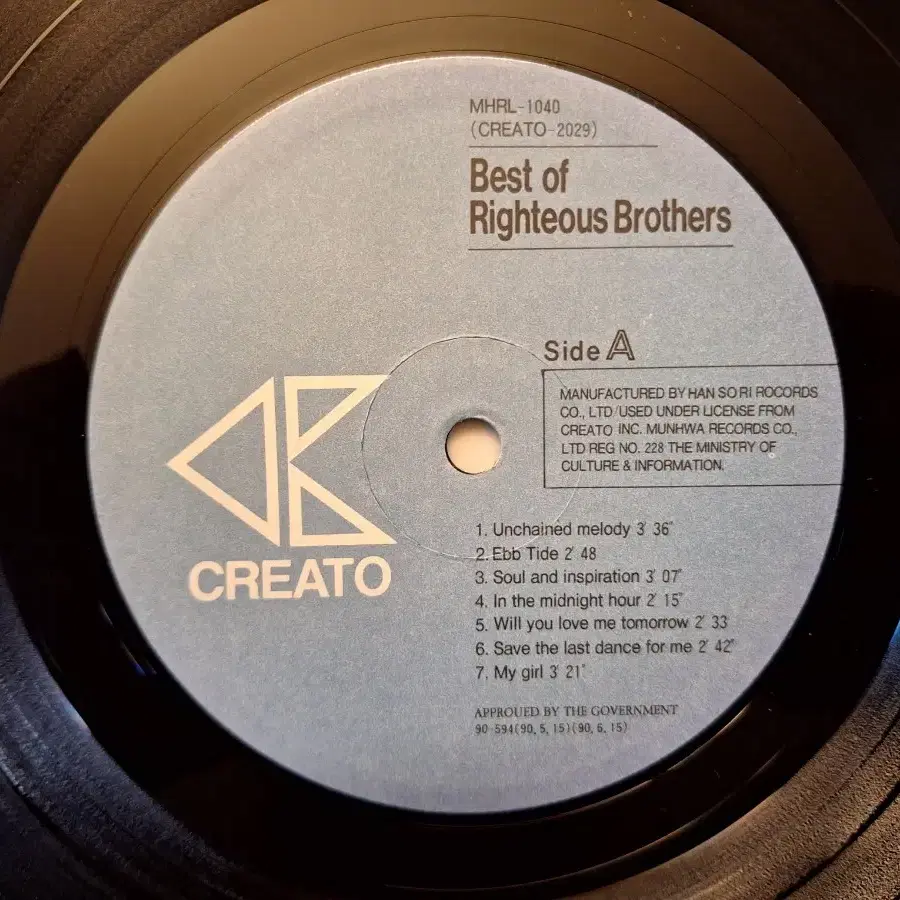 MHRL-1040
(CREATO-2029)
Best of
Righteous Brothers
Side A
MANUFACTURED BY HAN SO RI ROCORDS
CO., LTD/USED UNDER LICENSE FROM
CREATO INC. MUNHWA RECORDS CO.,
LTD REG NO. 228 THE MINISTRY OF
CULTURE & INFORMATION.
CREATO
1. Unchained melody 3' 36"
2. Ebb Tide 2' 48
3. Soul and inspiration 3' 07"
4. In the midnight hour 2' 15"
5. Will you love me tomorrow 2' 33
6. Save the last dance for me 2' 42"
7. My girl 3' 21"
APPROUED BY THE GOVERNMENT
90-594(90, 5, 15)(90, 6, 15)